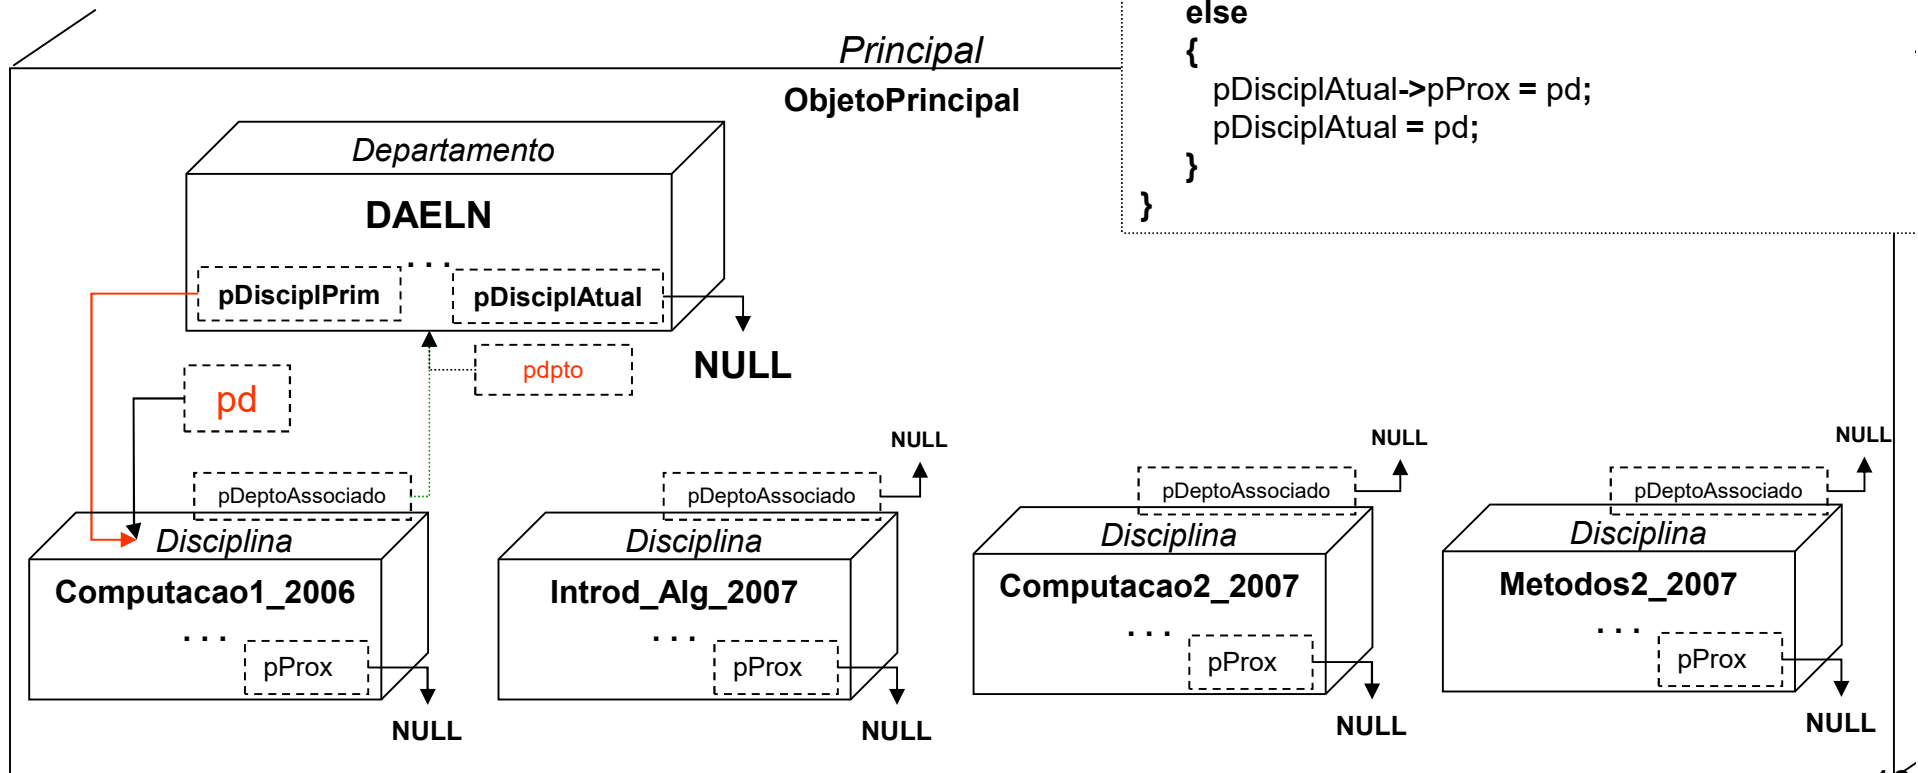 else
{
pDisciplAtual->pProx = pd;
pDisciplAtual = pd;
}
}
Principal
ObjetoPrincipal
Departamento
DAELN
. . .
pDisciplPrim
pDisciplAtual
NULL
pdpto
pd
NULL
NULL
NULL
pDeptoAssociado
pDeptoAssociado
pDeptoAssociado
pDeptoAssociado
Disciplina
Disciplina
Disciplina
Disciplina
Computacao1_2006
Introd_Alg_2007
Computacao2_2007
Metodos2_2007
. . .
. . .
. . .
. . .
pProx
pProx
pProx
pProx
NULL
NULL
NULL
NULL